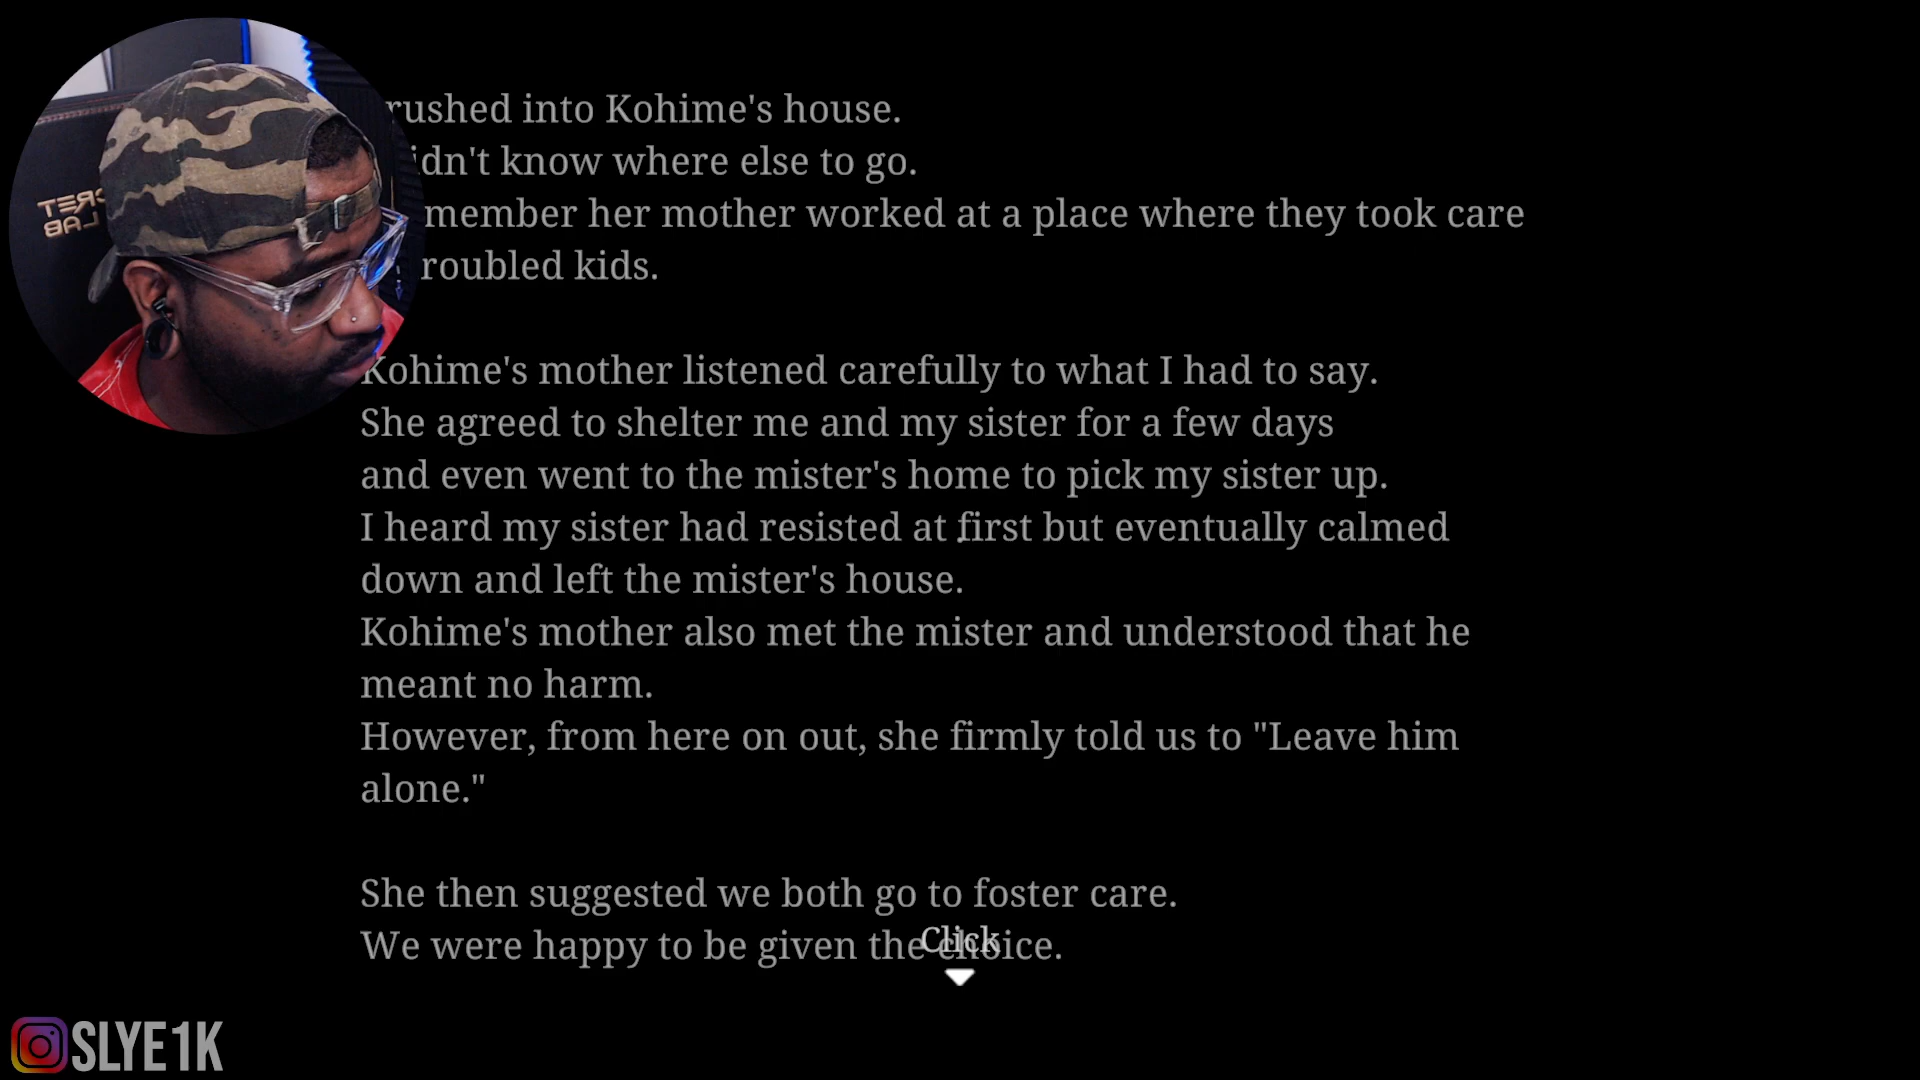 rushed into Kohime's house.
idn't know where else to go.
member her mother worked at a place where they took care
roubled kids.
Kohime's mother listened carefully to what I had to say.
She agreed to shelter me and my sister for a few days
and even went to the mister's home to pick my sister up.
I heard my sister had resisted at first but eventually calmed
down and left the mister's house.
Kohime's mother also met the mister and understood that he
meant no harm.
However, from here on out, she firmly told us to "Leave him
alone."
She then suggested we both go to foster care.
We were happy to be given the choice.
Click
SLYE1K